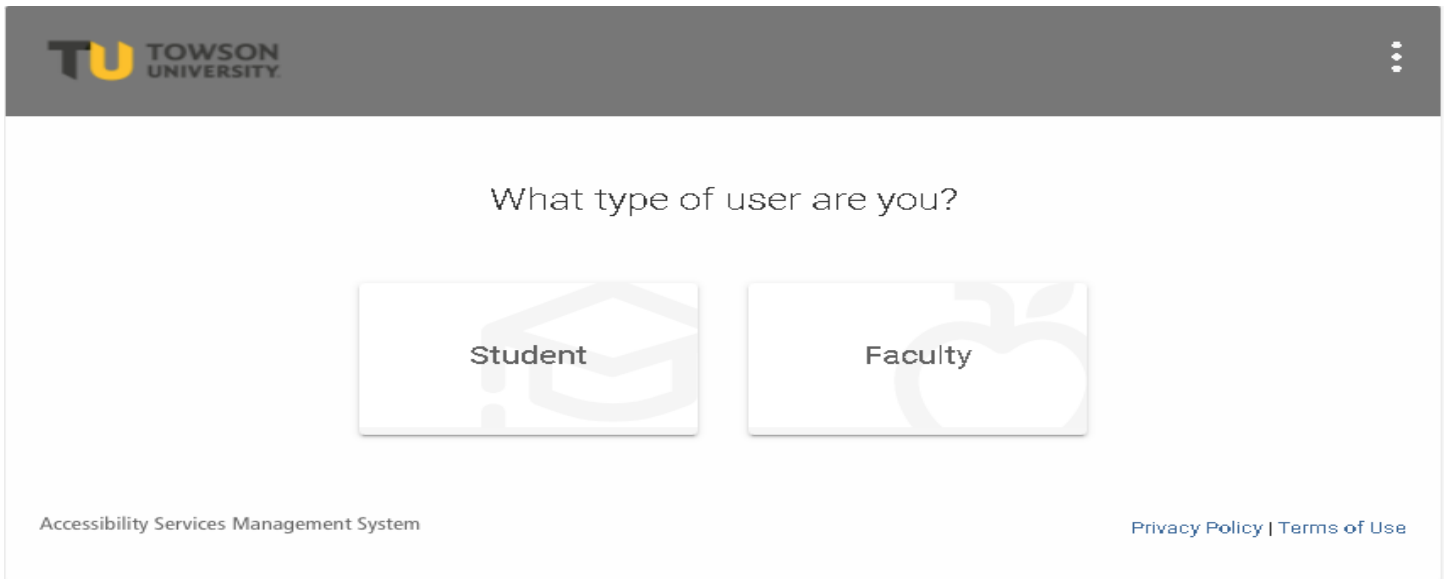 TU TOWSON
UNIVERSITY.
What type of user are you?
Student
Faculty
Accessibility Services Management System
Privacy Policy | Terms of Use